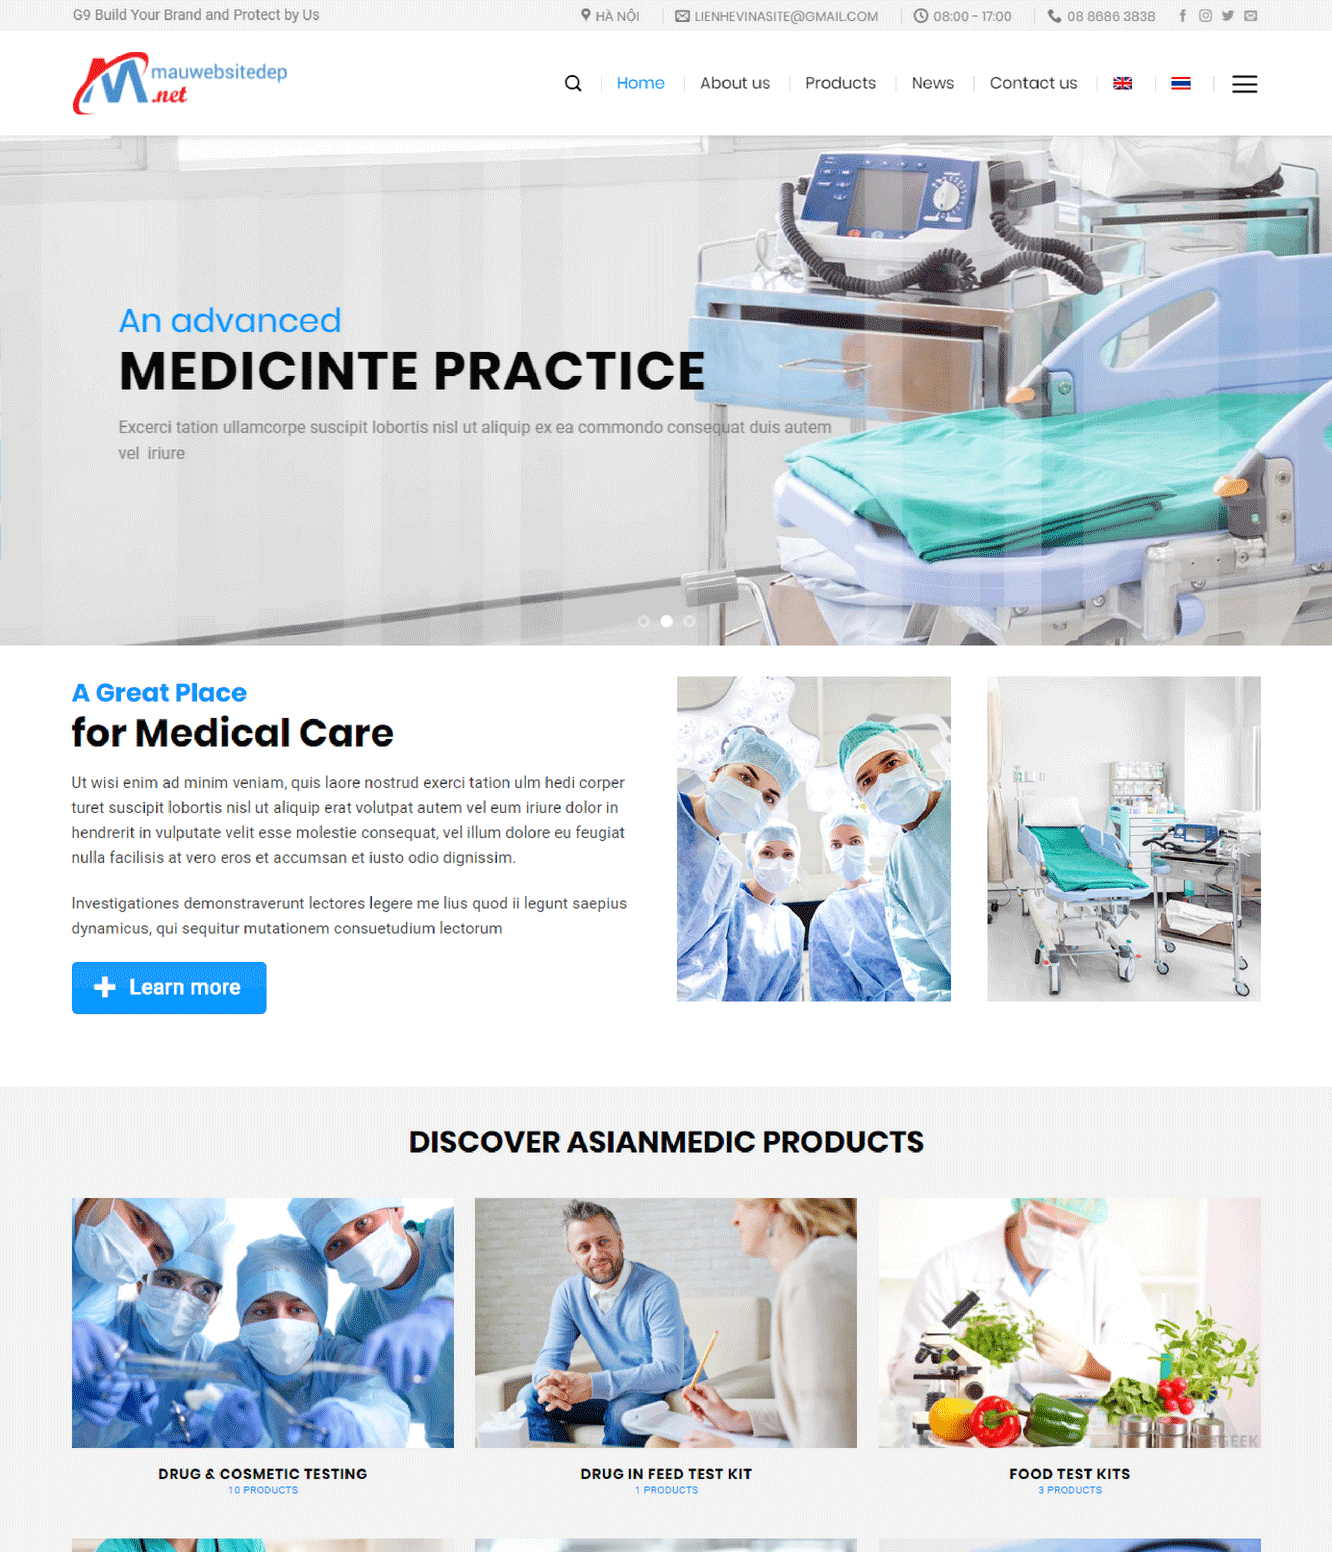 G9 Build Your Brand and Protect by Us
HÀ NỘI
LIENHEVINASITE@GMAIL.COM
08:00 - 17:00
08 8686 3838
mauwebsitedep
.net
Home
About us
Products
News
Contact us
An advanced
MEDICINTE PRACTICE
Excerci tation ullamcorpe suscipit lobortis nisl ut aliquip ex ea commondo consequat duis autem
vel iriure
A Great Place
for Medical Care
Ut wisi enim ad minim veniam, quis laore nostrud exerci tation ulm hedi corper
turet suscipit lobortis nisl ut aliquip erat volutpat autem vel eum iriure dolor in
hendrerit in vulputate velit esse molestie consequat, vel illum dolore eu feugiat
nulla facilisis at vero eros et accumsan et iusto odio dignissim.
Investigationes demonstraverunt lectores legere me lius quod ii legunt saepius
dynamicus, qui sequitur mutationem consuetudium lectorum
Learn more
DISCOVER ASIANMEDIC PRODUCTS
DRUG & COSMETIC TESTING
10 PRODUCTS
DRUG IN FEED TEST KIT
1 PRODUCTS
FOOD TEST KITS
3 PRODUCTS